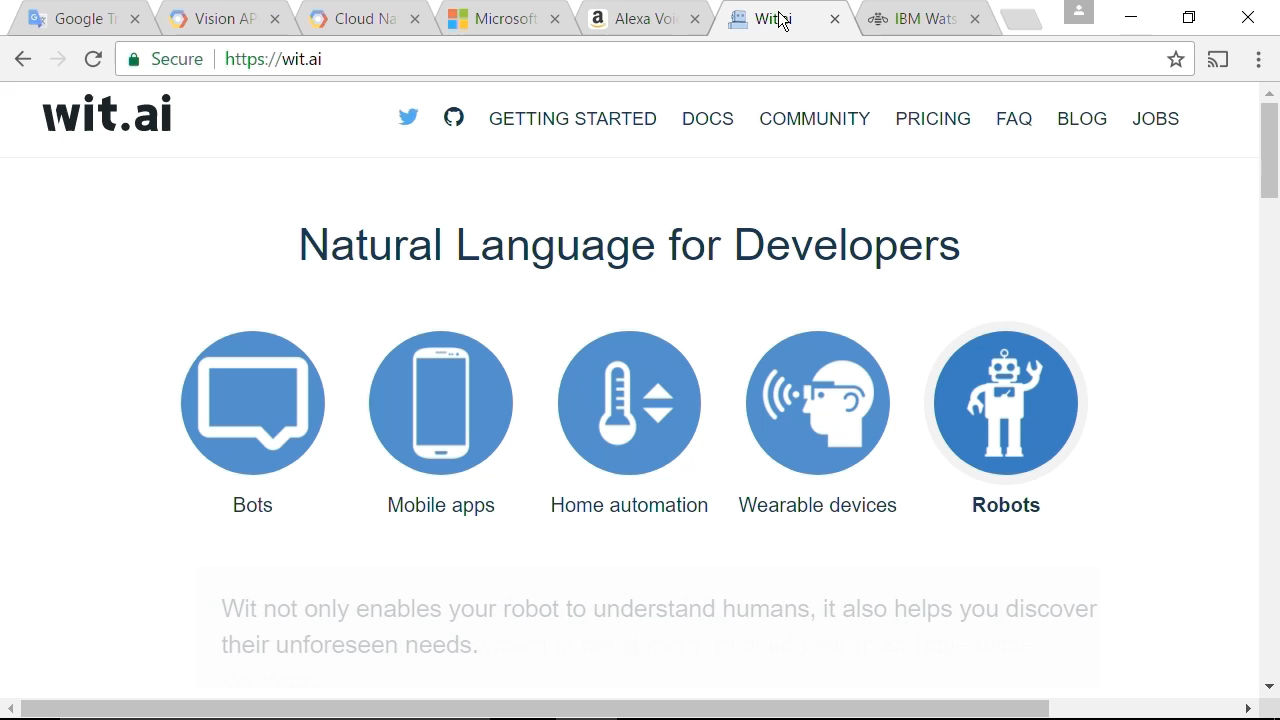 Google Tr
Vision AP
Cloud Na
Microsoft
a
Alexa Voi
IBM Wats
Secure
https://wit.ai
wit.ai
GETTING STARTED
DOCS
COMMUNITY
PRICING
FAQ
BLOG
JOBS
Natural Language for Developers
Bots
Mobile apps
Home automation
Wearable devices
Robots
Wit not only enables your robot to understand humans, it also helps you discover
their unforeseen needs.